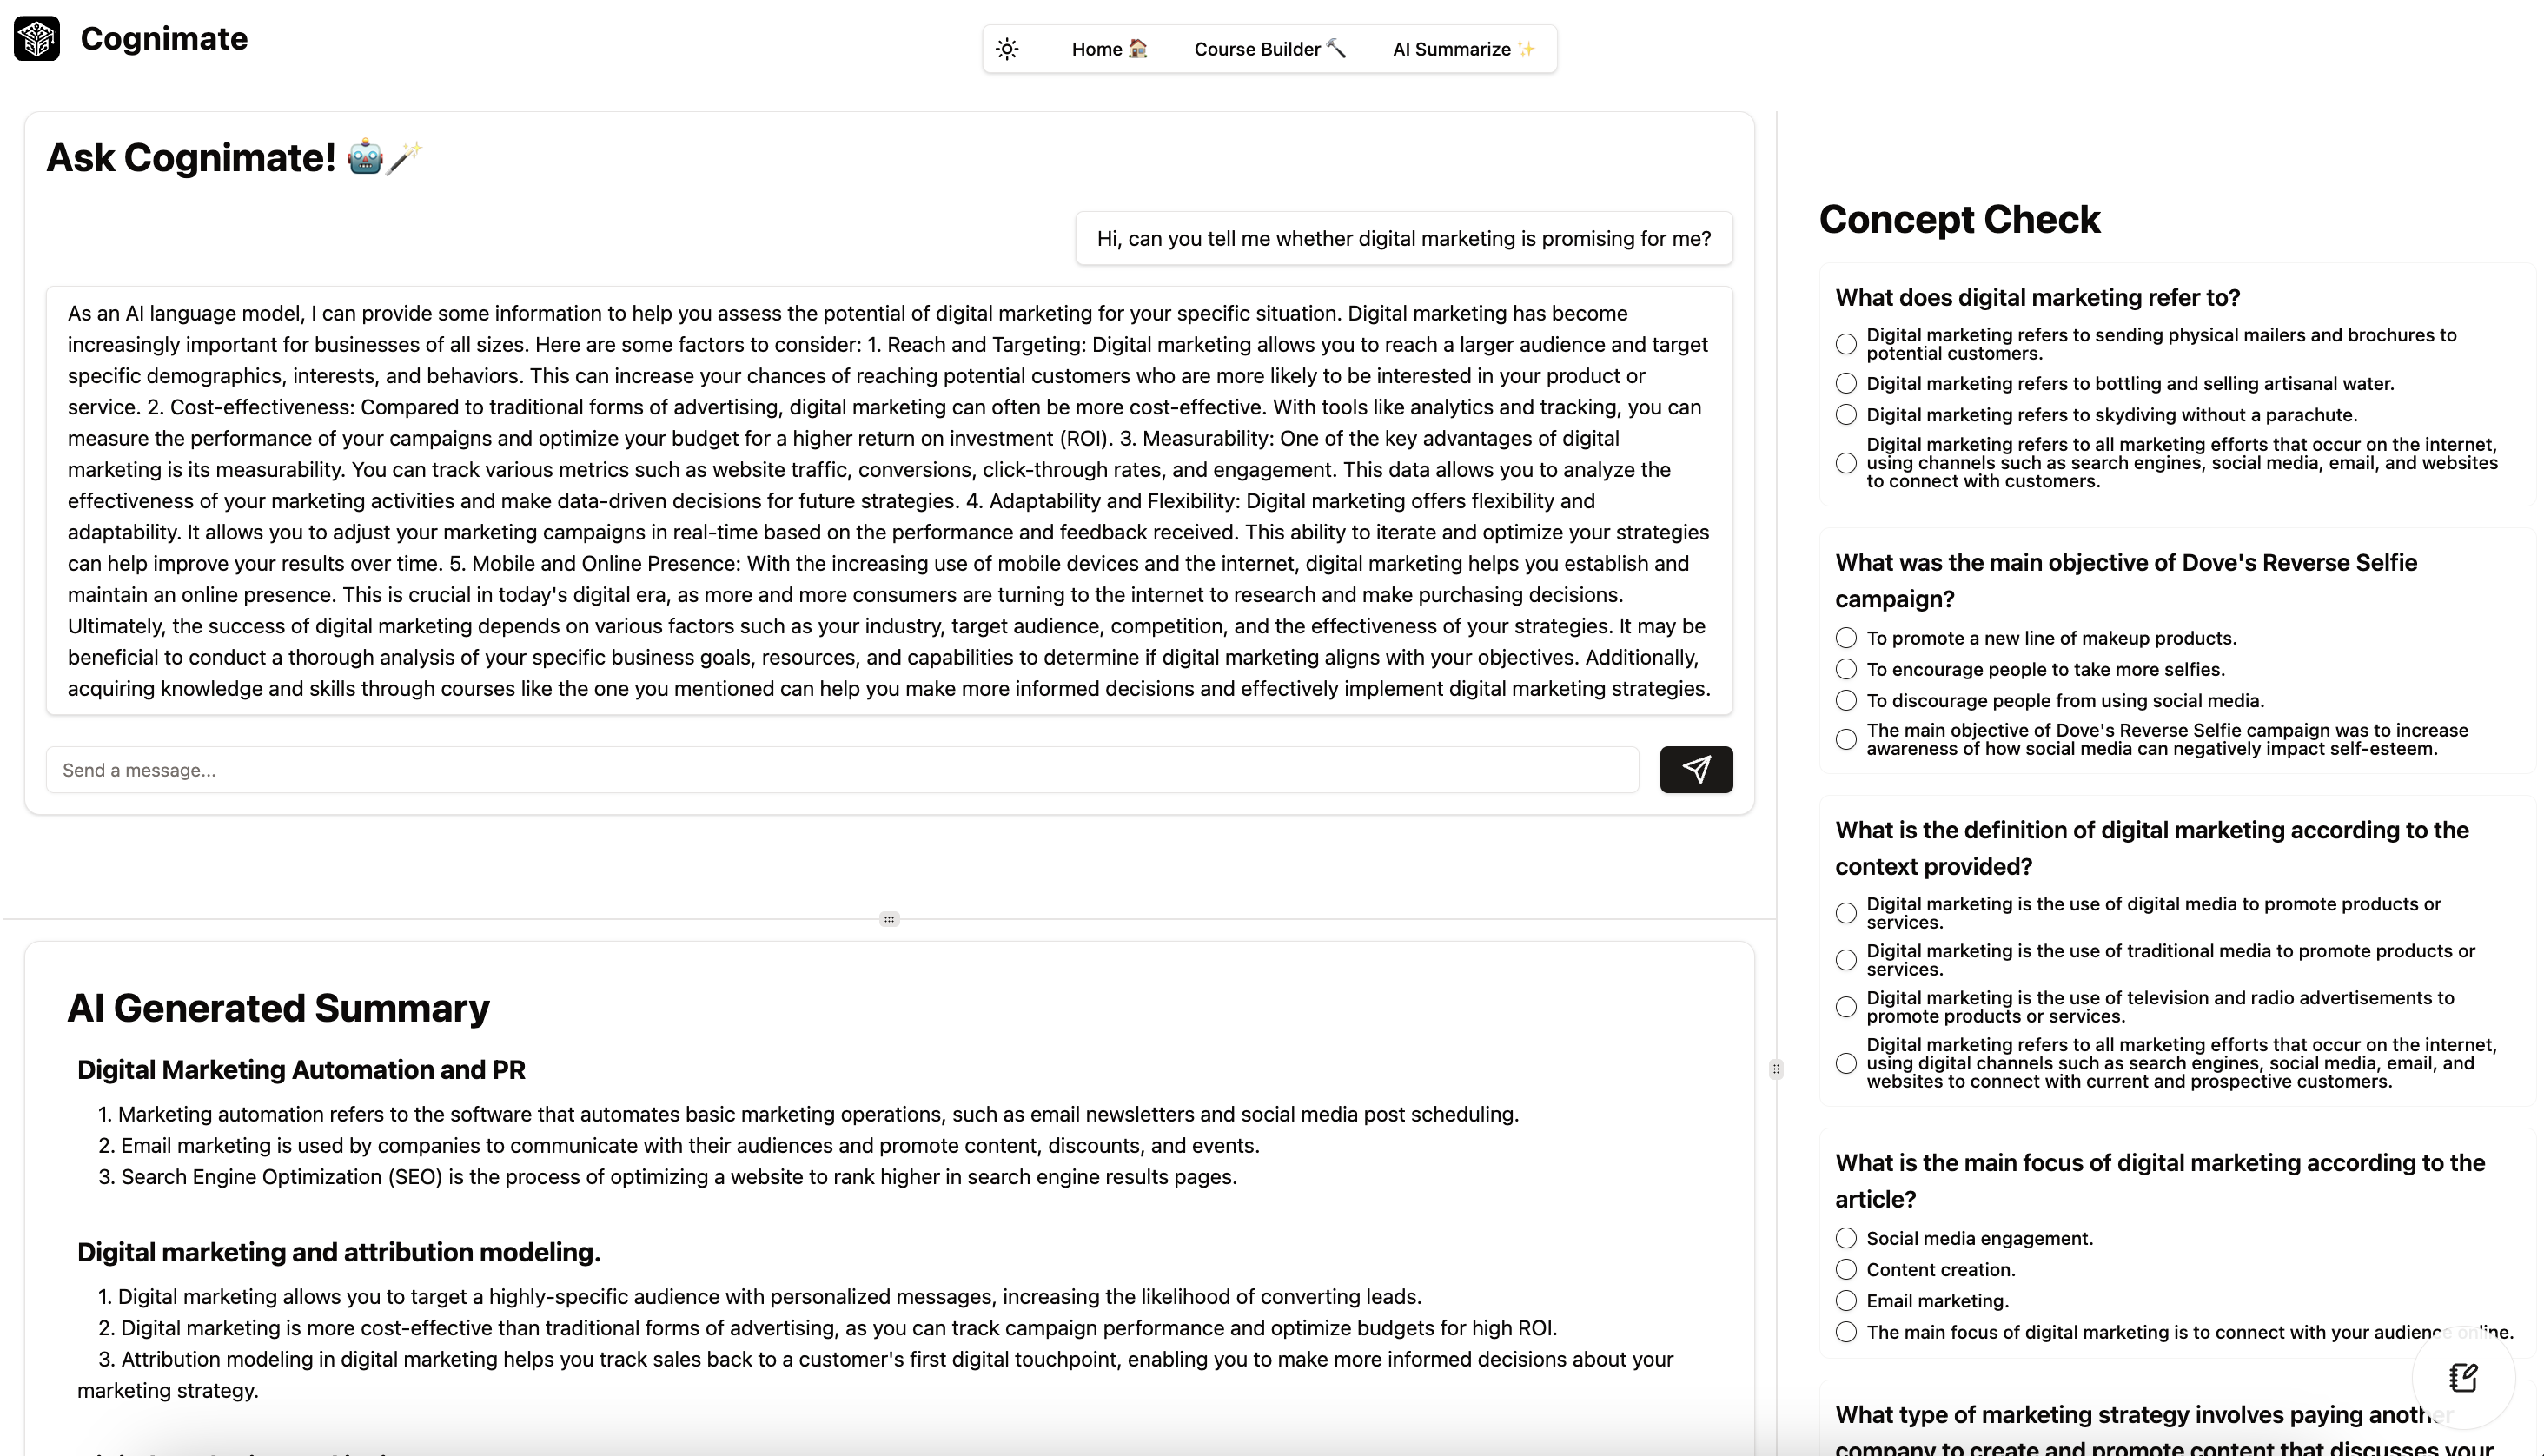 Cognimate
Home 🏠
Course Builder 🔨
AI Summarize ✨
Ask Cognimate! 🤖🪄
Hi, can you tell me whether digital marketing is promising for me?
As an AI language model, I can provide some information to help you assess the potential of digital marketing for your specific situation. Digital marketing has become
increasingly important for businesses of all sizes. Here are some factors to consider: 1. Reach and Targeting: Digital marketing allows you to reach a larger audience and target
specific demographics, interests, and behaviors. This can increase your chances of reaching potential customers who are more likely to be interested in your product or
service. 2. Cost-effectiveness: Compared to traditional forms of advertising, digital marketing can often be more cost-effective. With tools like analytics and tracking, you can
measure the performance of your campaigns and optimize your budget for a higher return on investment (ROI). 3. Measurability: One of the key advantages of digital
marketing is its measurability. You can track various metrics such as website traffic, conversions, click-through rates, and engagement. This data allows you to analyze the
effectiveness of your marketing activities and make data-driven decisions for future strategies. 4. Adaptability and Flexibility: Digital marketing offers flexibility and
adaptability. It allows you to adjust your marketing campaigns in real-time based on the performance and feedback received. This ability to iterate and optimize your strategies
can help improve your results over time. 5. Mobile and Online Presence: With the increasing use of mobile devices and the internet, digital marketing helps you establish and
maintain an online presence. This is crucial in today's digital era, as more and more consumers are turning to the internet to research and make purchasing decisions.
Ultimately, the success of digital marketing depends on various factors such as your industry, target audience, competition, and the effectiveness of your strategies. It may be
beneficial to conduct a thorough analysis of your specific business goals, resources, and capabilities to determine if digital marketing aligns with your objectives. Additionally,
acquiring knowledge and skills through courses like the one you mentioned can help you make more informed decisions and effectively implement digital marketing strategies.
Send a message...
AI Generated Summary
Digital Marketing Automation and PR
1. Marketing automation refers to the software that automates basic marketing operations, such as email newsletters and social media post scheduling.
2. Email marketing is used by companies to communicate with their audiences and promote content, discounts, and events.
3. Search Engine Optimization (SEO) is the process of optimizing a website to rank higher in search engine results pages.
Digital marketing and attribution modeling.
1. Digital marketing allows you to target a highly-specific audience with personalized messages, increasing the likelihood of converting leads.
2. Digital marketing is more cost-effective than traditional forms of advertising, as you can track campaign performance and optimize budgets for high ROI.
3. Attribution modeling in digital marketing helps you track sales back to a customer's first digital touchpoint, enabling you to make more informed decisions about your
marketing strategy.
Concept Check
What does digital marketing refer to?
Digital marketing refers to sending physical mailers and brochures to
potential customers.
Digital marketing refers to bottling and selling artisanal water.
Digital marketing refers to skydiving without a parachute.
Digital marketing refers to all marketing efforts that occur on the internet,
using channels such as search engines, social media, email, and websites
to connect with customers.
What was the main objective of Dove's Reverse Selfie
campaign?
To promote a new line of makeup products.
To encourage people to take more selfies.
To discourage people from using social media.
The main objective of Dove's Reverse Selfie campaign was to increase
awareness of how social media can negatively impact self-esteem.
What is the definition of digital marketing according to the
context provided?
Digital marketing is the use of digital media to promote products or
services.
Digital marketing is the use of traditional media to promote products or
services.
Digital marketing is the use of television and radio advertisements to
promote products or services.
Digital marketing refers to all marketing efforts that occur on the internet,
using digital channels such as search engines, social media, email, and
websites to connect with current and prospective customers.
What is the main focus of digital marketing according to the
article?
Social media engagement.
Content creation.
Email marketing.
The main focus of digital marketing is to connect with your audience online.
What type of marketing strategy involves paying another
company to create and promote content that discusses your